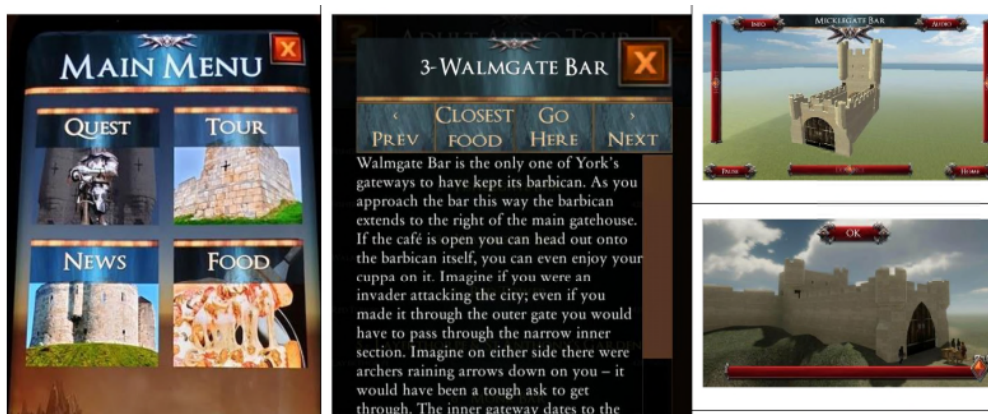 MAIN MENU
X
QUEST
TOUR
NEWS
FOOD
ADULT AUDIO TOUR
3-WALMGATE BAR
X
‹
PREV
CLOSEST
FOOD
GO
HERE
›
NEXT
Walmgate Bar is the only one of York's
gateways to have kept its barbican. As you
approach the bar this way the barbican
extends to the right of the main gatehouse.
If the café is open you can head out onto
the barbican itself, you can even enjoy your
cuppa on it. Imagine if you were an
invader attacking the city; even if you
made it through the outer gate you would
have to pass through the narrow inner
section. Imagine on either side there were
archers raining arrows down on you – it
would have been a tough ask to get
through. The inner gateway dates to the
INFO
MICKLEGATE BAR
AUDIO
HOME
OK